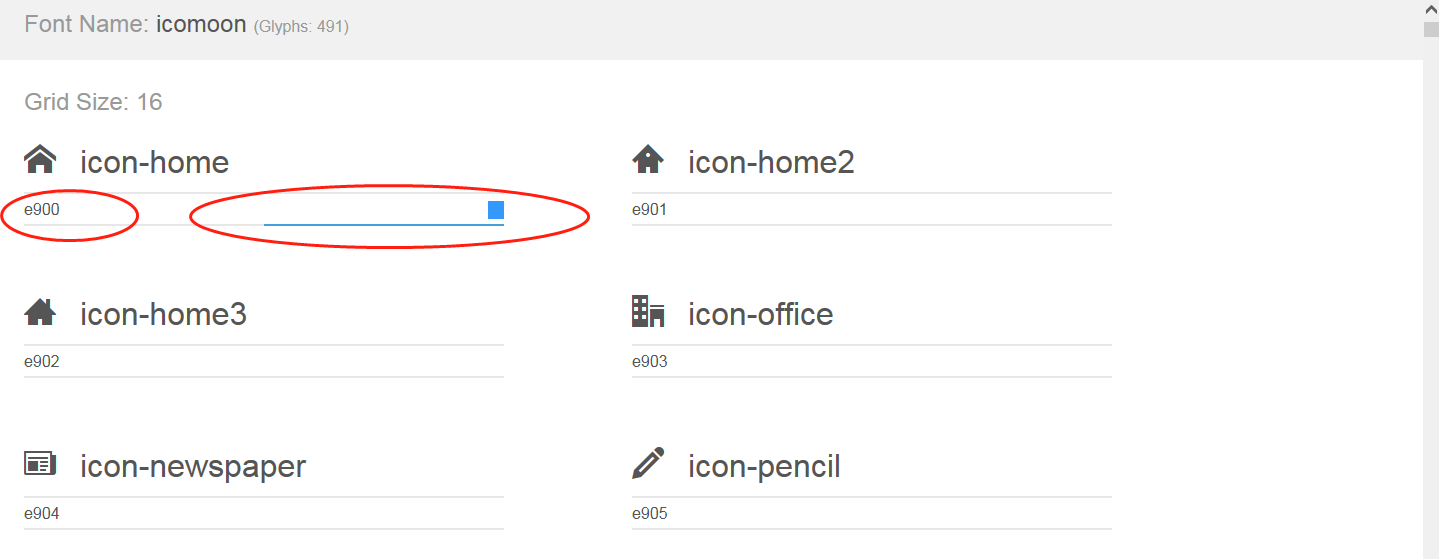 Font Name: icomoon (Glyphs: 491)
Grid Size: 16
icon-home
icon-home2
e900
e901
icon-home3
icon-office
e902
e903
icon-newspaper
icon-pencil
e904
e905